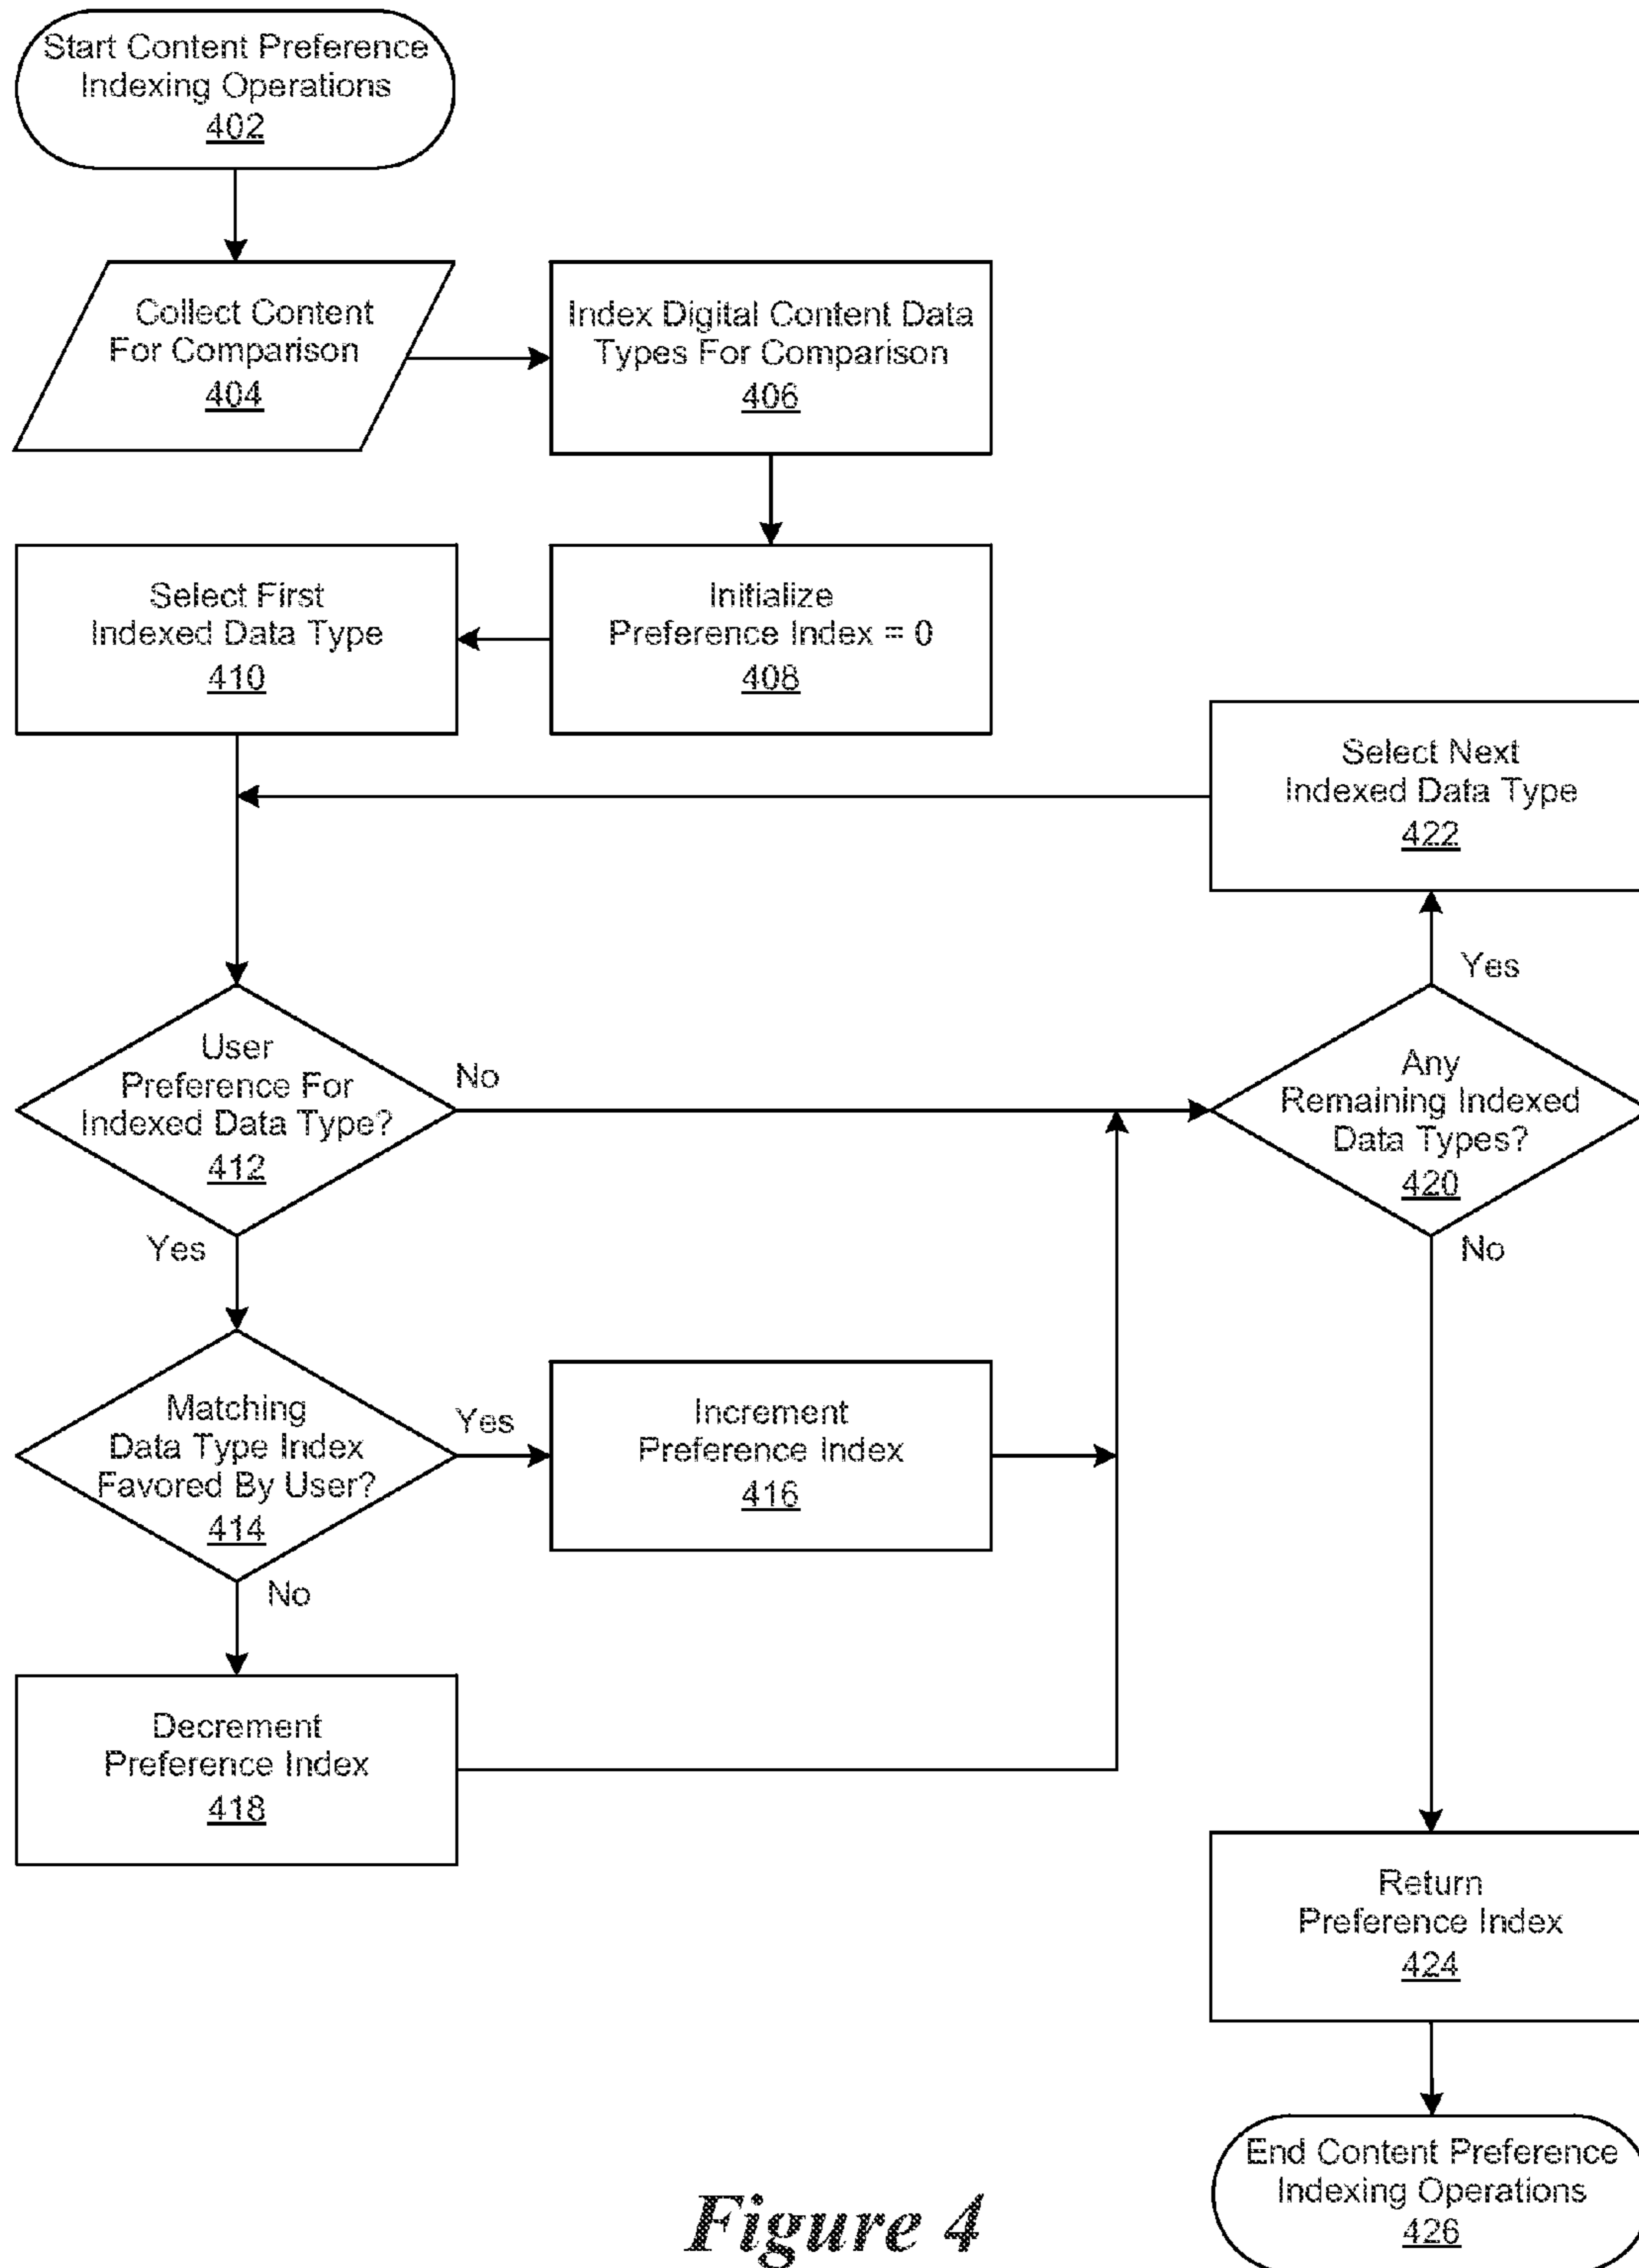 Start Content Preference
Indexing Operations
402
Collect Content
For Comparison
404
Index Digital Content Data
Types For Comparison
406
Initialize
Preference Index = 0
408
Select First
Indexed Data Type
410
Select Next
Indexed Data Type
422
Yes
User
Preference For
Indexed Data Type?
412
No
Any
Remaining Indexed
Data Types?
420
Yes
No
Matching
Data Type Index
Favored By User?
414
Yes
Increment
Preference Index
416
No
Decrement
Preference Index
418
Return
Preference Index
424
End Content Preference
Indexing Operations
426
Figure 4